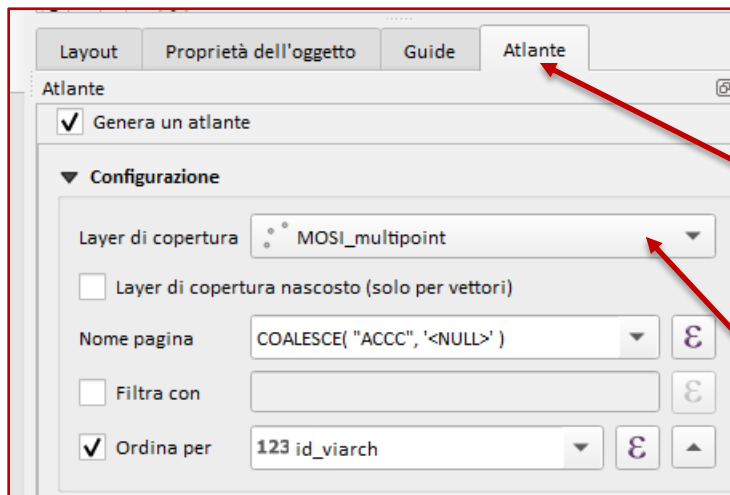 Layout Proprietà dell'oggetto Guide Atlante
Atlante
Genera un atlante
Configurazione
Layer di copertura MOSI_multipoint
Layer di copertura nascosto (solo per vettori)
Nome pagina COALESCE( "ACCC", '<NULL>' ) ε
Filtra con ε
Ordina per 123 id_viarch ε